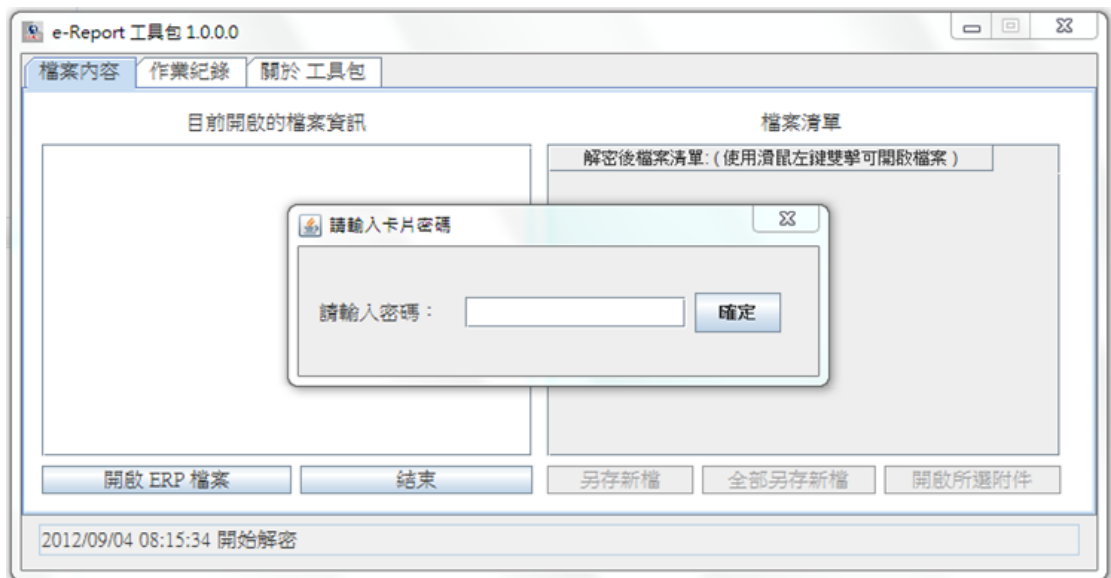 e-Report 工具包 1.0.0.0
檔案內容 作業紀錄 關於 工具包
目前開啟的檔案資訊 檔案清單
解密後檔案清單: ( 使用滑鼠左鍵雙擊可開啟檔案 )
請輸入卡片密碼
請輸入密碼： 確定
開啟 ERP 檔案 結束 另存新檔 全部另存新檔 開啟所選附件
2012/09/04 08:15:34 開始解密